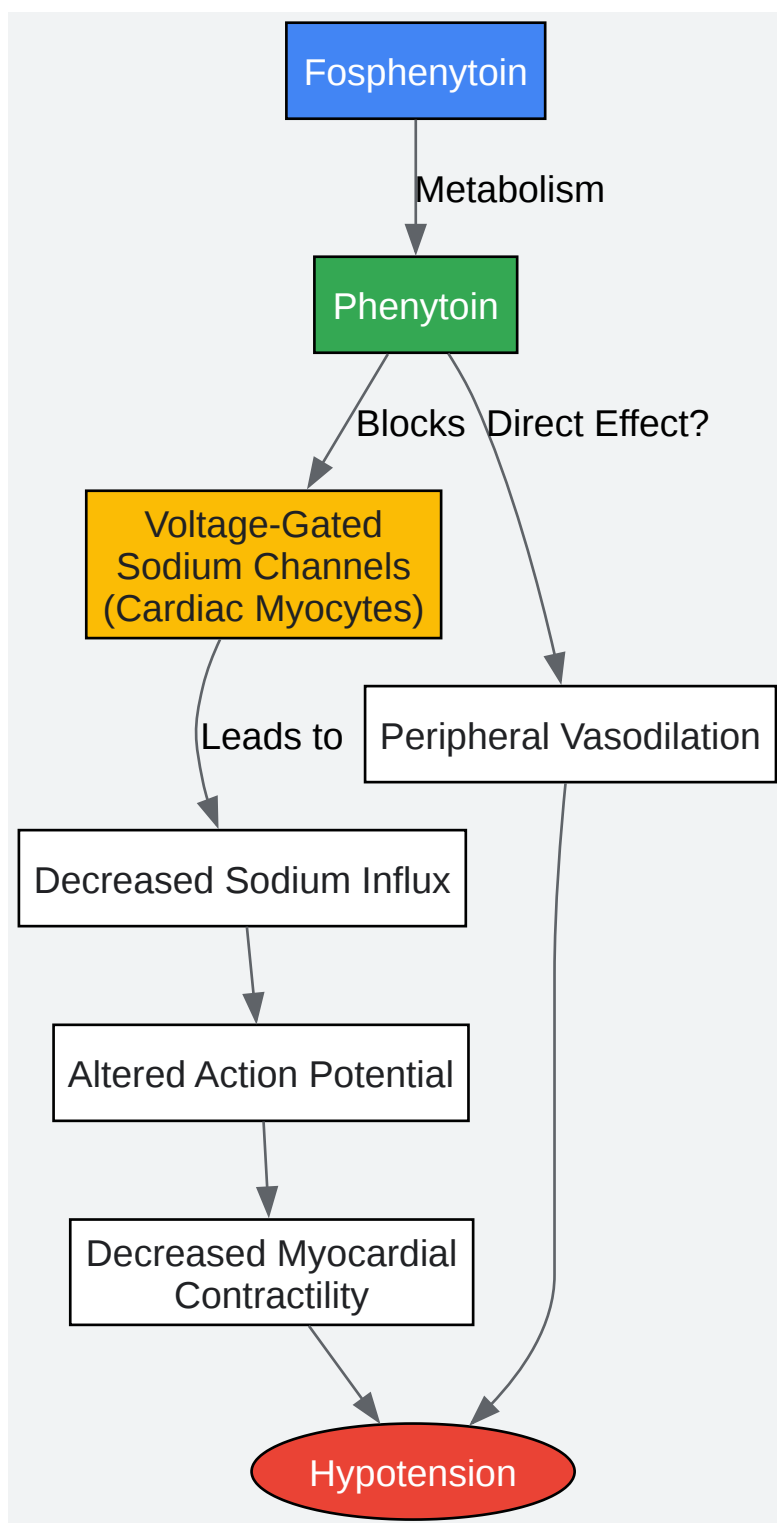 Fosphenytoin
Metabolism
Phenytoin
Blocks
Direct Effect?
Voltage-Gated
Sodium Channels
(Cardiac Myocytes)
Leads to
Peripheral Vasodilation
Decreased Sodium Influx
Altered Action Potential
Decreased Myocardial
Contractility
Hypotension